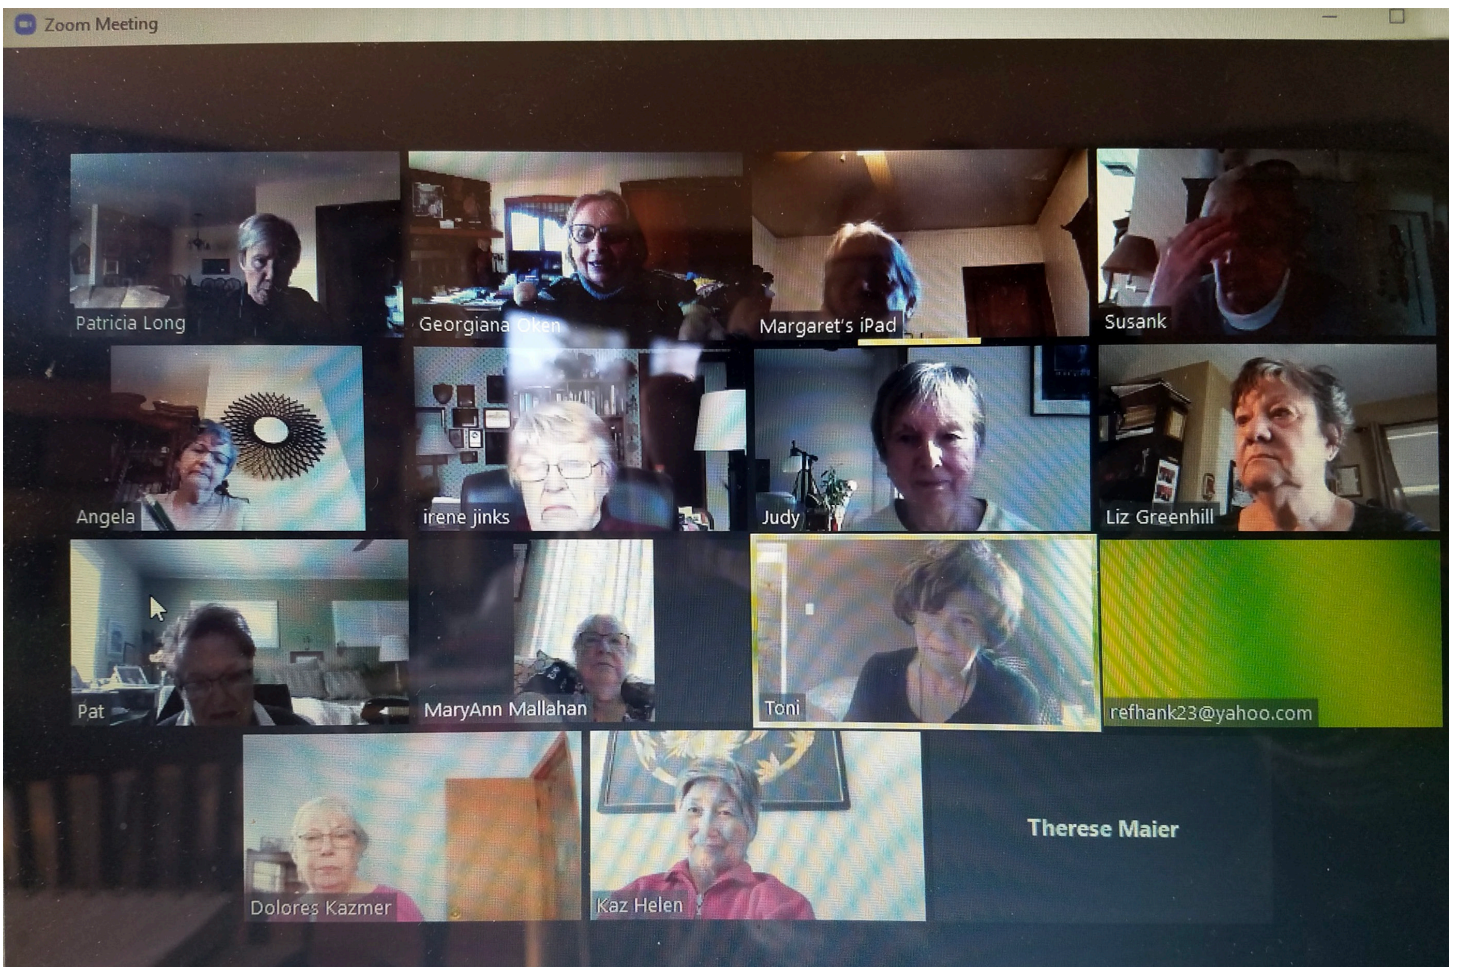 Zoom Meeting
Patricia Long
Georgiana Oken
Margaret's iPad
Susank
Angela
irene jinks
Judy
Liz Greenhill
Pat
MaryAnn Mallahan
Toni
refhank23@yahoo.com
Dolores Kazmer
Kaz Helen
Therese Maier